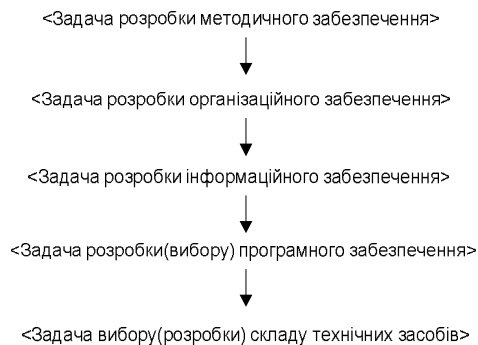 <Задача розробки методичного забезпечення>
<Задача розробки організаційного забезпечення>
<Задача розробки інформаційного забезпечення>
<Задача розробки(вибору) програмного забезпечення>
<Задача вибору(розробки) складу технічних засобів>